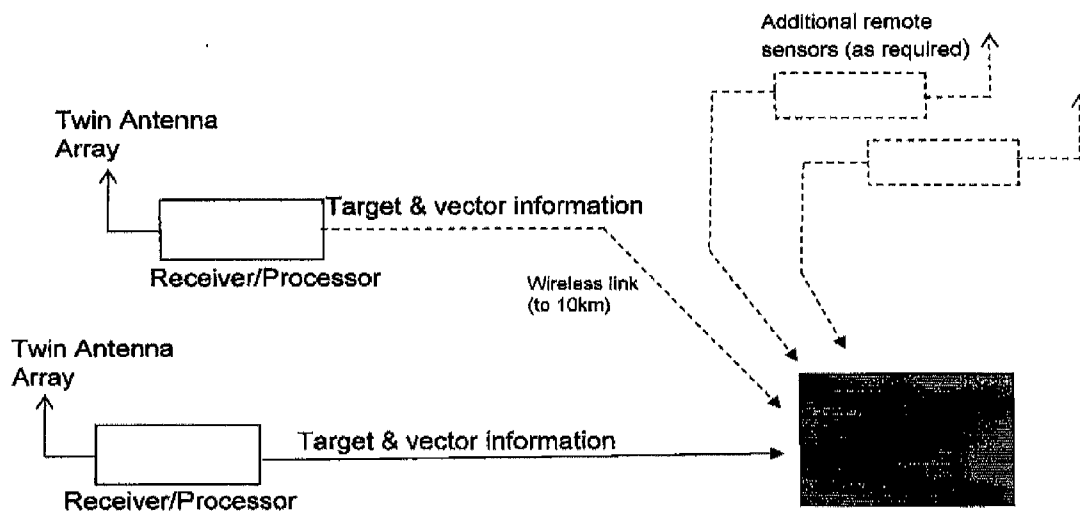 Additional remote
sensors (as required)
Twin Antenna
Array
Target & vector information
Receiver/Processor
Wireless link
(to 10km)
Twin Antenna
Array
Target & vector information
Receiver/Processor